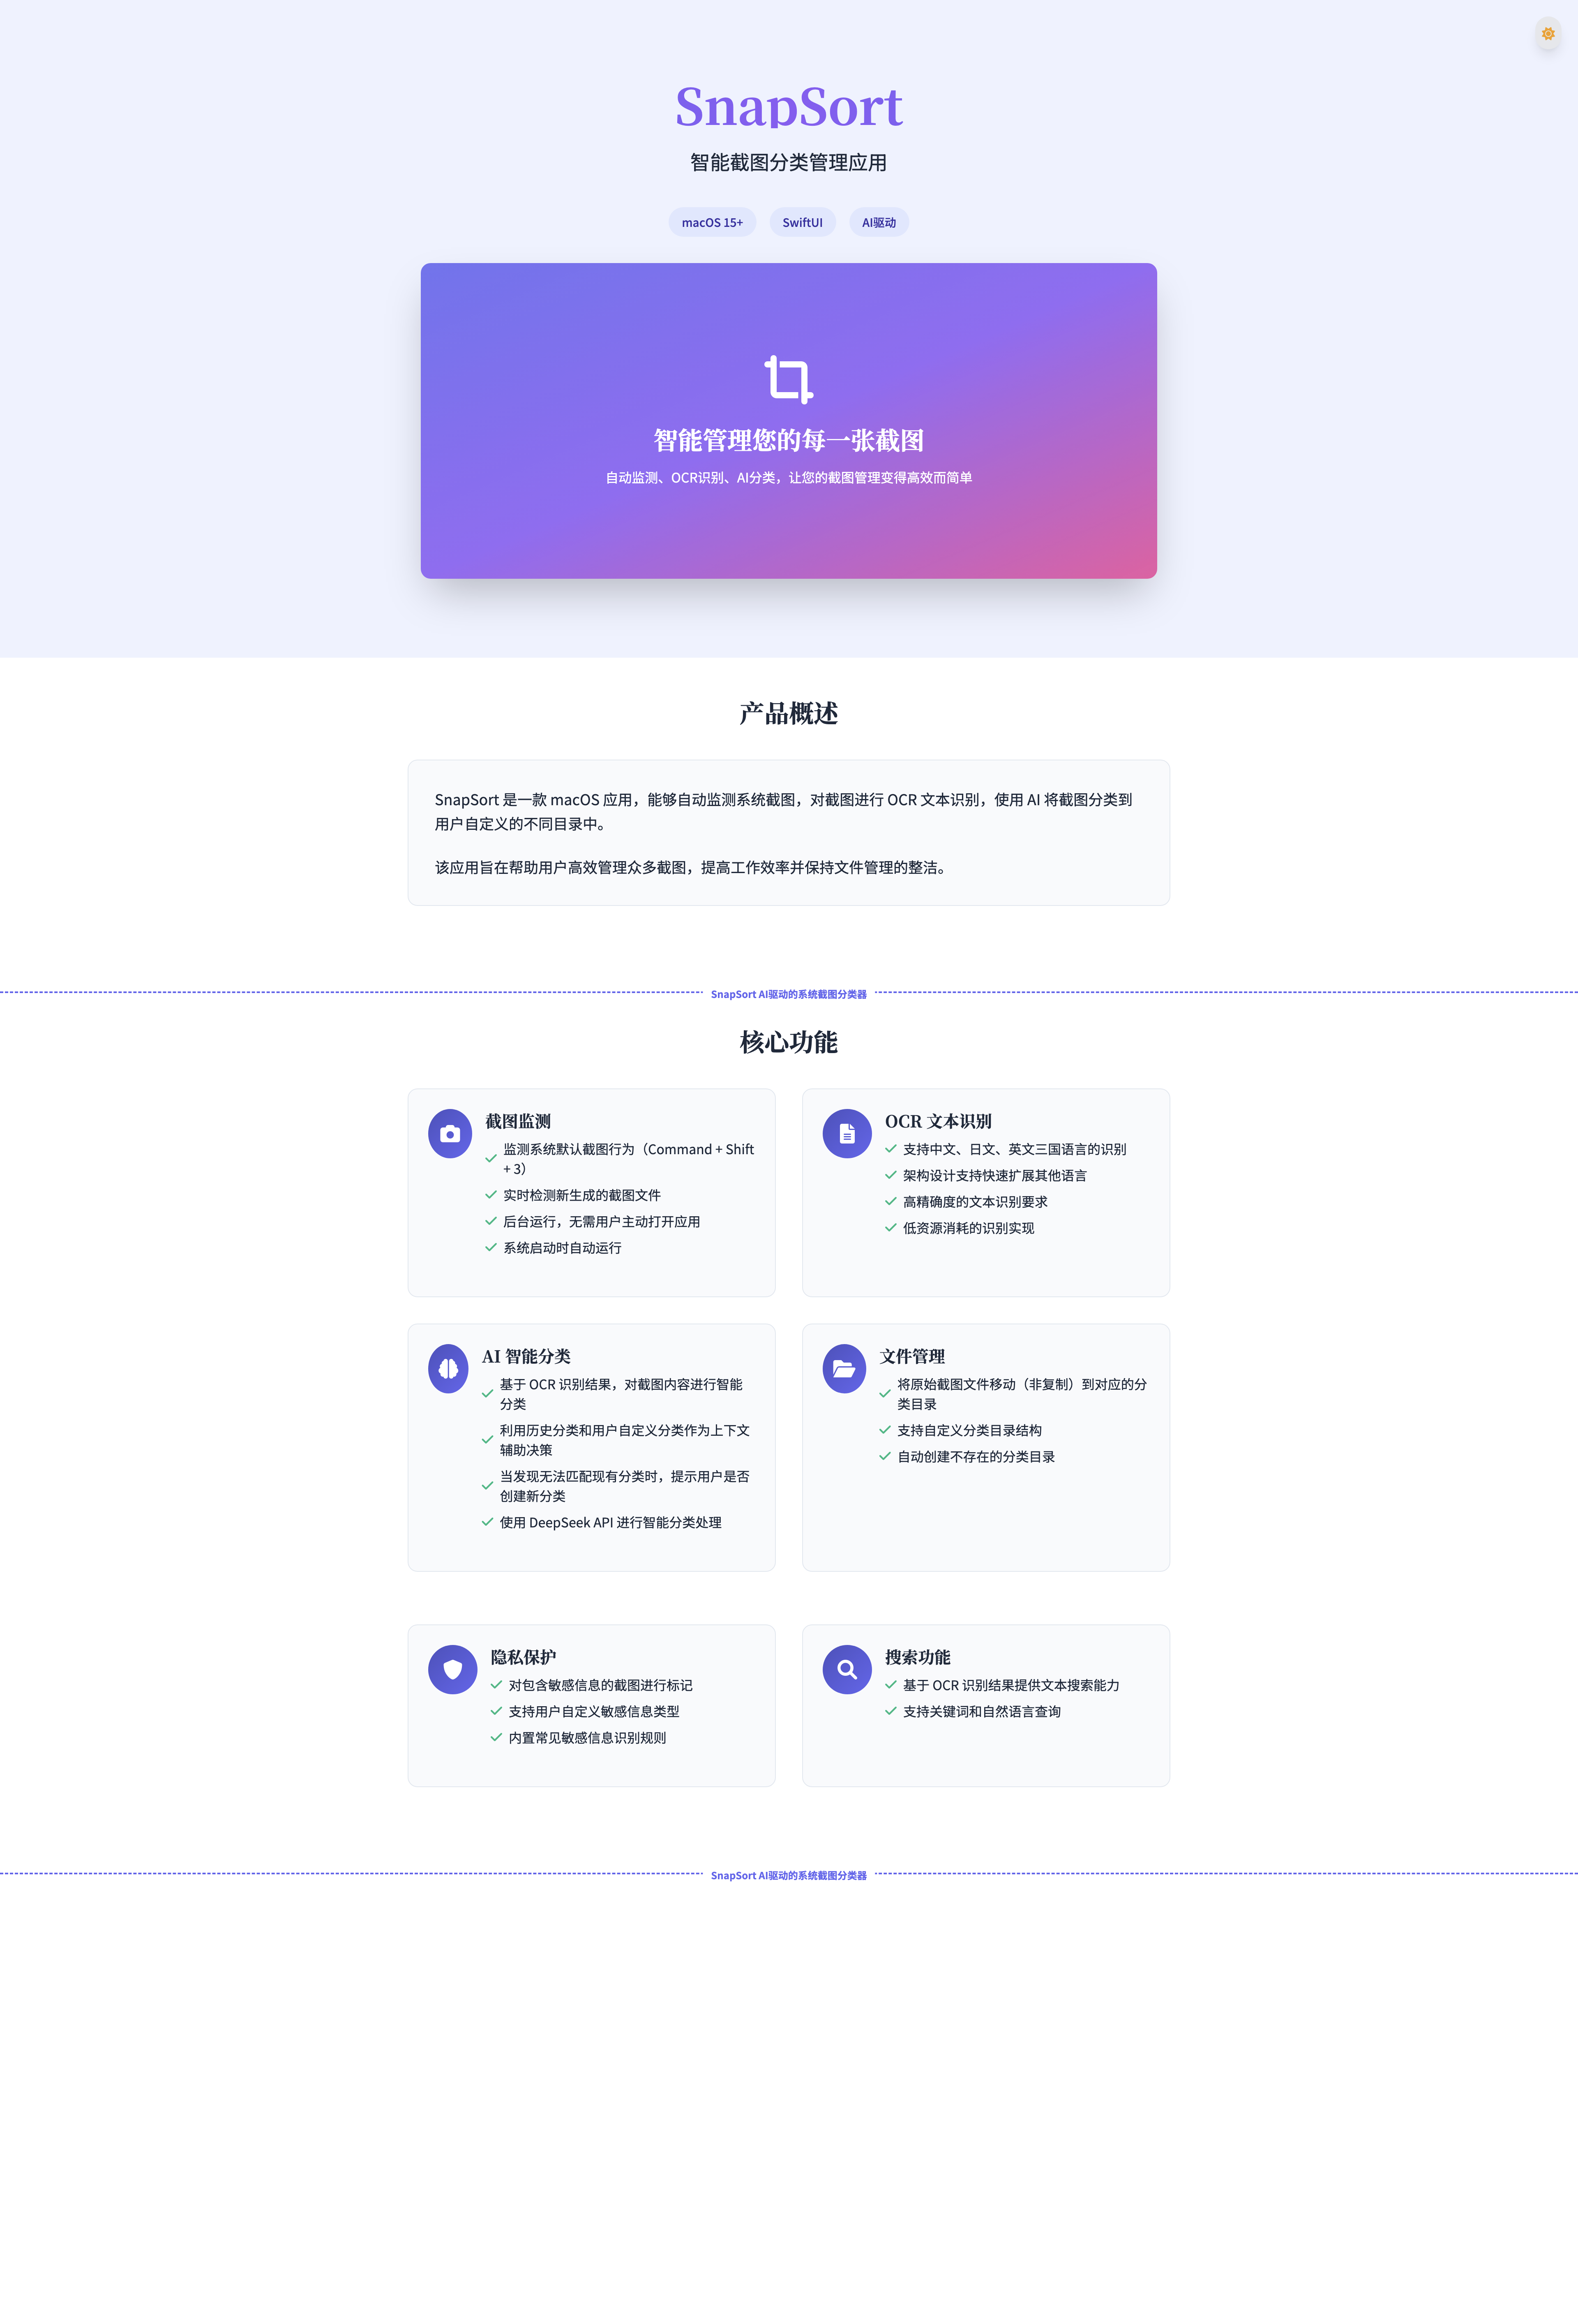 SnapSort
智能截图分类管理应用
macOS 15+
SwiftUI
AI驱动
智能管理您的每一张截图
自动监测、OCR识别、AI分类，让您的截图管理变得高效而简单
产品概述
SnapSort 是一款 macOS 应用，能够自动监测系统截图，对截图进行 OCR 文本识别，使用 AI 将截图分类到
用户自定义的不同目录中。
该应用旨在帮助用户高效管理众多截图，提高工作效率并保持文件管理的整洁。
SnapSort AI驱动的系统截图分类器
核心功能
截图监测
监测系统默认截图行为（Command + Shift
+ 3）
实时检测新生成的截图文件
后台运行，无需用户主动打开应用
系统启动时自动运行
OCR 文本识别
支持中文、日文、英文三国语言的识别
架构设计支持快速扩展其他语言
高精确度的文本识别要求
低资源消耗的识别实现
AI 智能分类
基于 OCR 识别结果，对截图内容进行智能
分类
利用历史分类和用户自定义分类作为上下文
辅助决策
当发现无法匹配现有分类时，提示用户是否
创建新分类
使用 DeepSeek API 进行智能分类处理
文件管理
将原始截图文件移动（非复制）到对应的分
类目录
支持自定义分类目录结构
自动创建不存在的分类目录
隐私保护
对包含敏感信息的截图进行标记
支持用户自定义敏感信息类型
内置常见敏感信息识别规则
搜索功能
基于 OCR 识别结果提供文本搜索能力
支持关键词和自然语言查询
SnapSort AI驱动的系统截图分类器